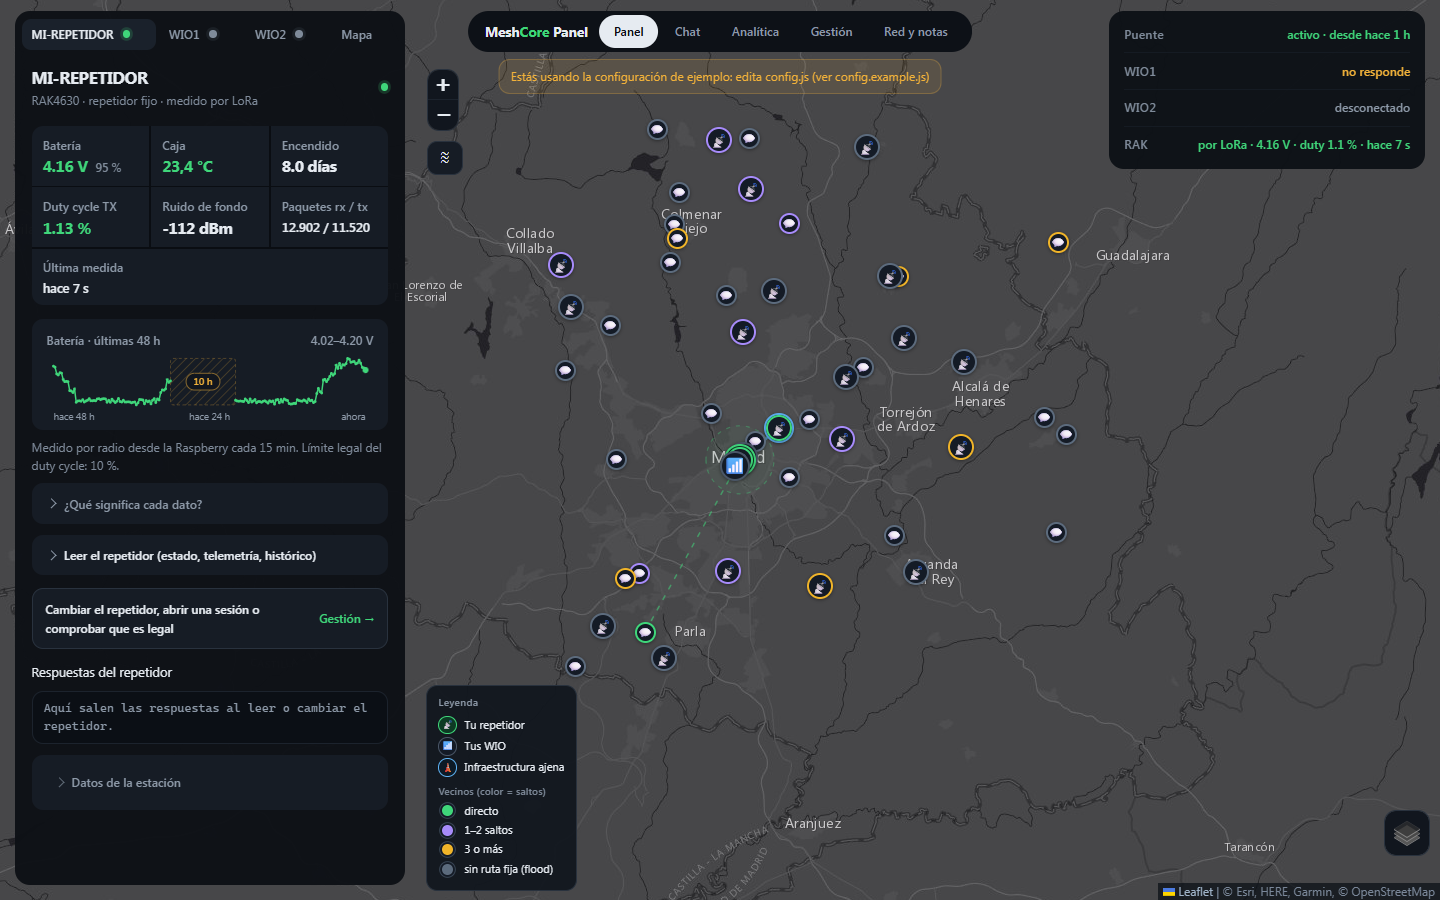 MI-REPETIDOR
WIO1
WIO2
Mapa
MI-REPETIDOR
RAK4630 · repetidor fijo · medido por LoRa
Batería
4.16 V 95 %
Caja
23,4 °C
Encendido
8.0 días
Duty cycle TX
1.13 %
Ruido de fondo
-112 dBm
Paquetes rx / tx
12.902 / 11.520
Última medida
hace 7 s
Batería · últimas 48 h
4.02–4.20 V
10 h
hace 48 h
hace 24 h
ahora
Medido por radio desde la Raspberry cada 15 min. Límite legal del
duty cycle: 10 %.
¿Qué significa cada dato?
Leer el repetidor (estado, telemetría, histórico)
Cambiar el repetidor, abrir una sesión o
comprobar que es legal
Gestión →
Respuestas del repetidor
Aquí salen las respuestas al leer o cambiar el
repetidor.
Datos de la estación
MeshCore Panel
Panel
Chat
Analítica
Gestión
Red y notas
Estás usando la configuración de ejemplo: edita config.js (ver config.example.js)
+
−
Puente
activo · desde hace 1 h
WIO1
no responde
WIO2
desconectado
RAK
por LoRa · 4.16 V · duty 1.1 % · hace 7 s
Colmenar
Collado
Villalba
Guadalajara
Lorenzo de
Escorial
Alcalá de
Henares
Torrejón
de Ardoz
Parla
Aranjuez
Tarancón
CASTILLA - LA MANCHA
DE MADRID
Leyenda
Tu repetidor
Tus WIO
Infraestructura ajena
Vecinos (color = saltos)
directo
1–2 saltos
3 o más
sin ruta fija (flood)
Leaflet | © Esri, HERE, Garmin, © OpenStreetMap